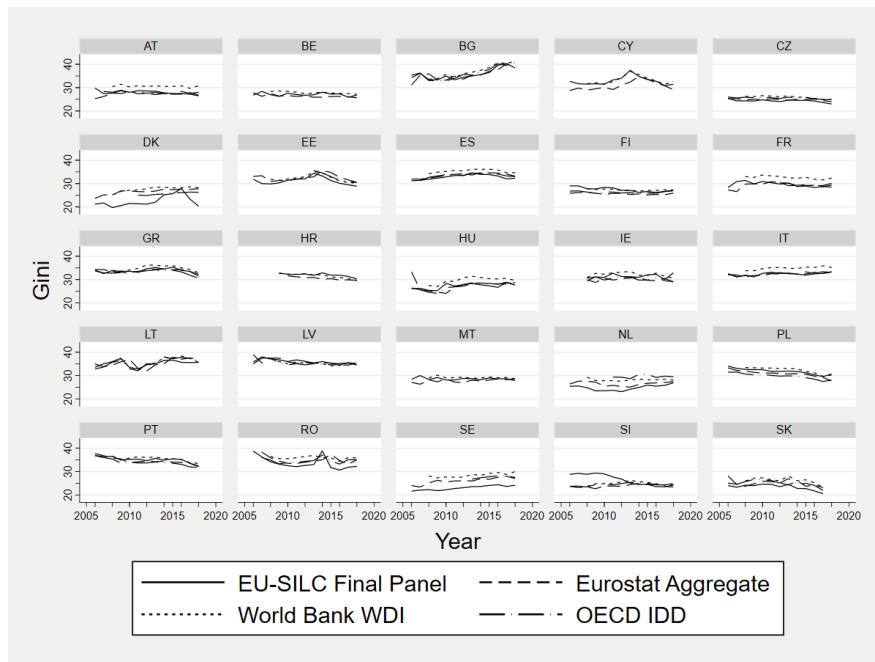 AT BE BG CY CZ
40
30
20
DK EE ES FI FR
40
30
20
GR HR HU IE IT
40
30
20
LT LV MT NL PL
40
30
20
PT RO SE SI SK
40
30
20
2005 2010 2015 2020 2005 2010 2015 2020 2005 2010 2015 2020 2005 2010 2015 2020 2005 2010 2015 2020
Gini
Year
EU-SILC Final Panel Eurostat Aggregate
World Bank WDI OECD IDD